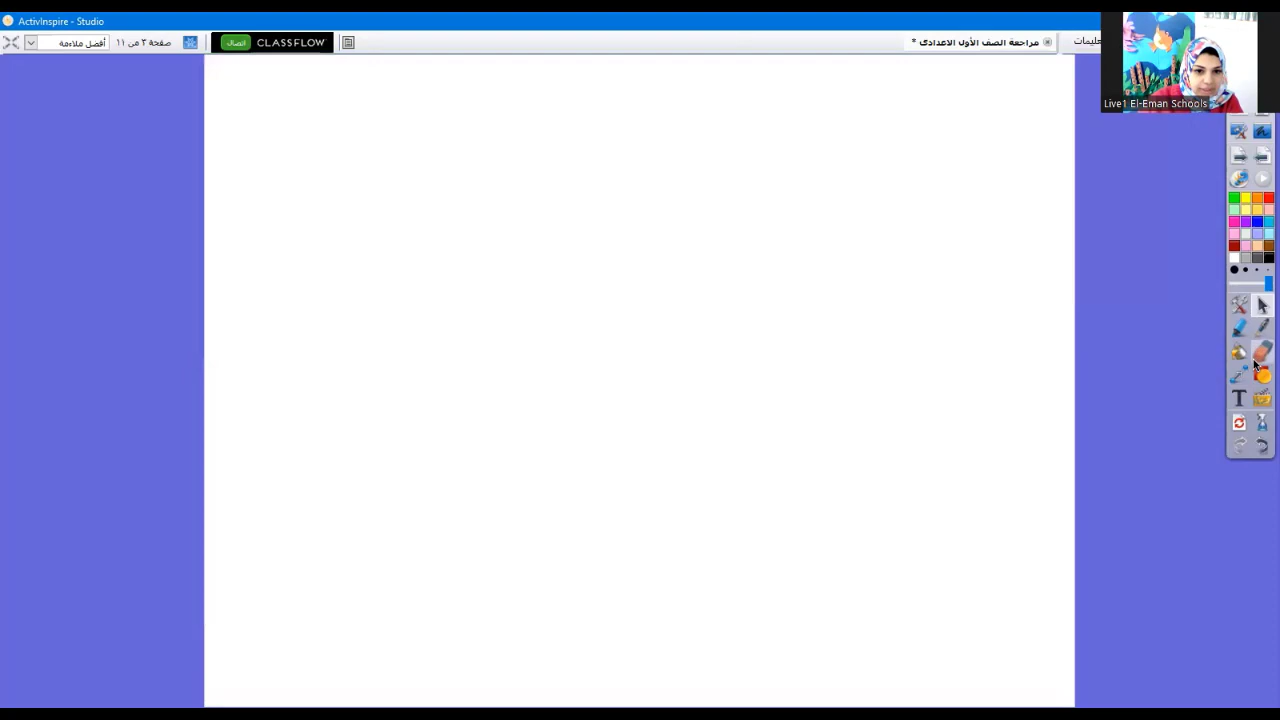 ActivInspire - Studio
أفضل ملاءمة
صفحة ٣ من ١١
اتصال CLASSFLOW
مراجعة الصف الأول الاعدادى *
Live1 El-Eman Schools
T